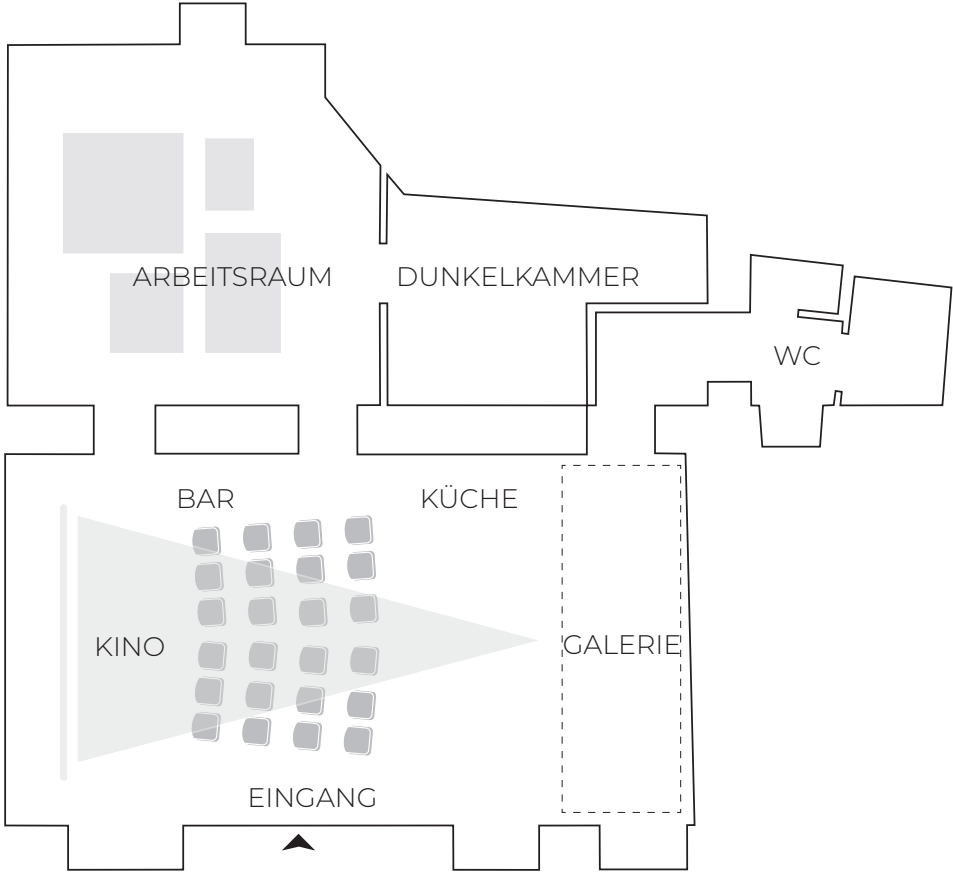 ARBEITSRAUM
DUNKELKAMMER
WC
BAR
KÜCHE
KINO
GALERIE
EINGANG